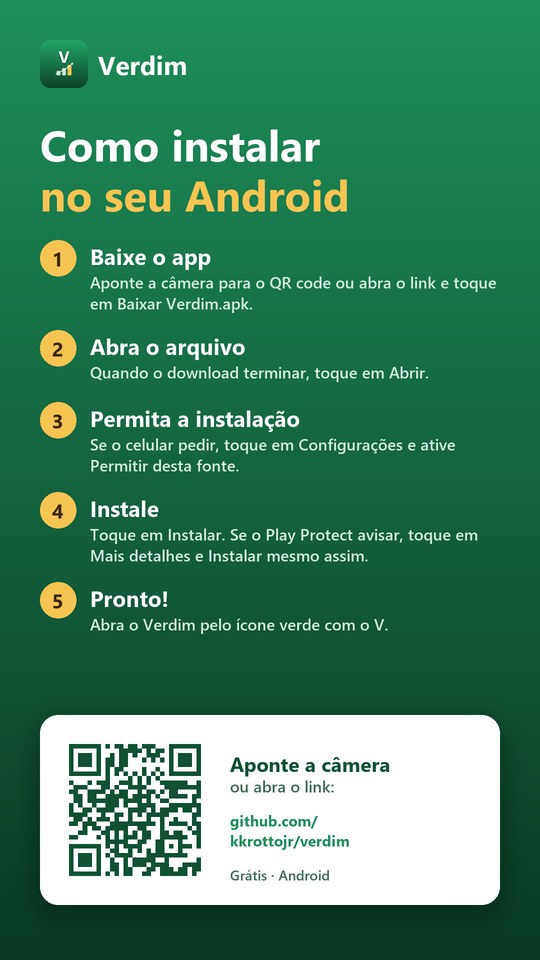 V
Verdim
Como instalar
no seu Android
1
Baixe o app
Aponte a câmera para o QR code ou abra o link e toque
em Baixar Verdim.apk.
2
Abra o arquivo
Quando o download terminar, toque em Abrir.
3
Permita a instalação
Se o celular pedir, toque em Configurações e ative
Permitir desta fonte.
4
Instale
Toque em Instalar. Se o Play Protect avisar, toque em
Mais detalhes e Instalar mesmo assim.
5
Pronto!
Abra o Verdim pelo ícone verde com o V.
Aponte a câmera
ou abra o link:
github.com/
kkrottojr/verdim
Grátis · Android